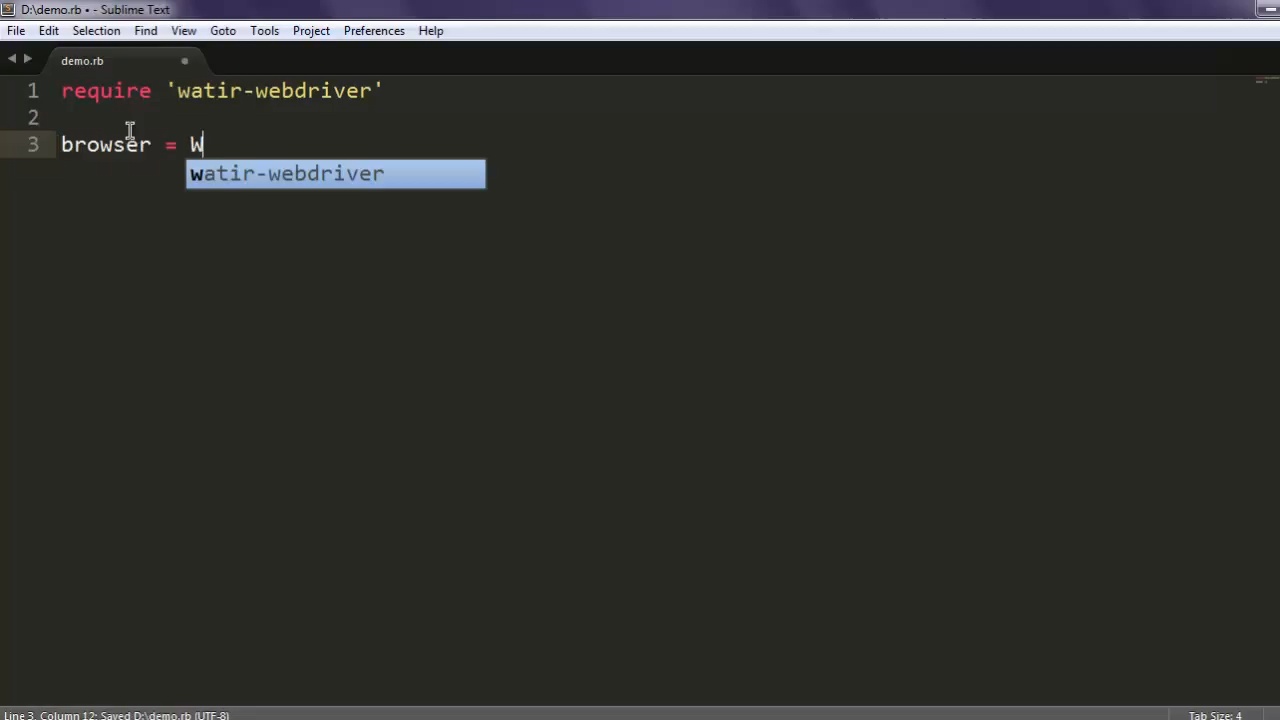 D:\demo.rb • - Sublime Text
File Edit Selection Find View Goto Tools Project Preferences Help
demo.rb
1 require 'watir-webdriver'
2
3 browser = W
watir-webdriver
Line 3, Column 12; Saved D:\demo.rb (UTF-8) Tab Size: 4